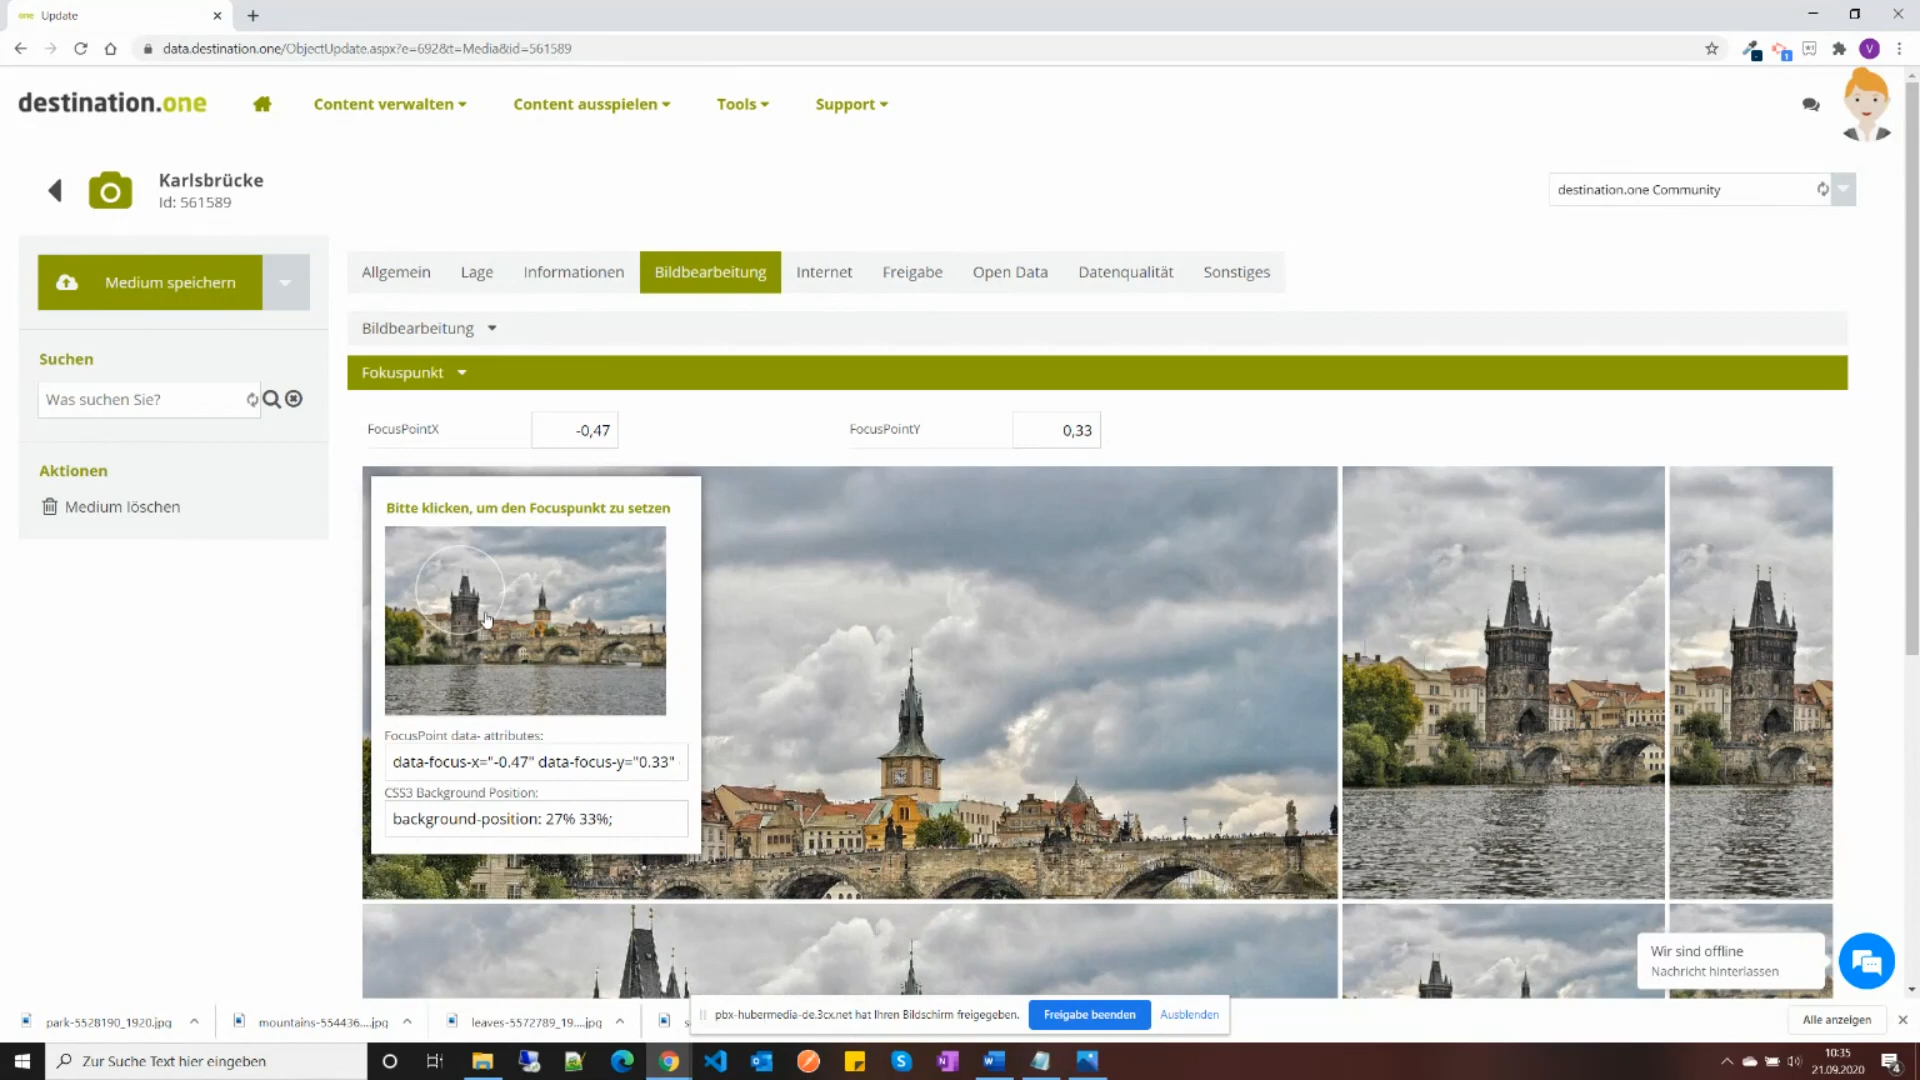 one Update
data.destination.one/ObjectUpdate.aspx?e=692&t=Media&id=561589
V
1
destination.one
Content verwalten
Content ausspielen
Tools
Support
Karlsbrücke
Id: 561589
destination.one Community
Medium speichern
Allgemein
Lage
Informationen
Bildbearbeitung
Internet
Freigabe
Open Data
Datenqualität
Sonstiges
Bildbearbeitung
Suchen
Fokuspunkt
Was suchen Sie?
FocusPointX
-0,47
FocusPointY
0,33
Aktionen
Medium löschen
Bitte klicken, um den Focuspunkt zu setzen
FocusPoint data- attributes:
data-focus-x="-0.47" data-focus-y="0.33"
CSS3 Background Position:
background-position: 27% 33%;
Wir sind offline
Nachricht hinterlassen
park-5528190_1920.jpg
mountains-554436....jpg
leaves-5572789_19....jpg
pbx-hubermedia-de.3cx.net hat Ihren Bildschirm freigegeben.
Freigabe beenden
Ausblenden
Alle anzeigen
Zur Suche Text hier eingeben
10:35
21.09.2020
4